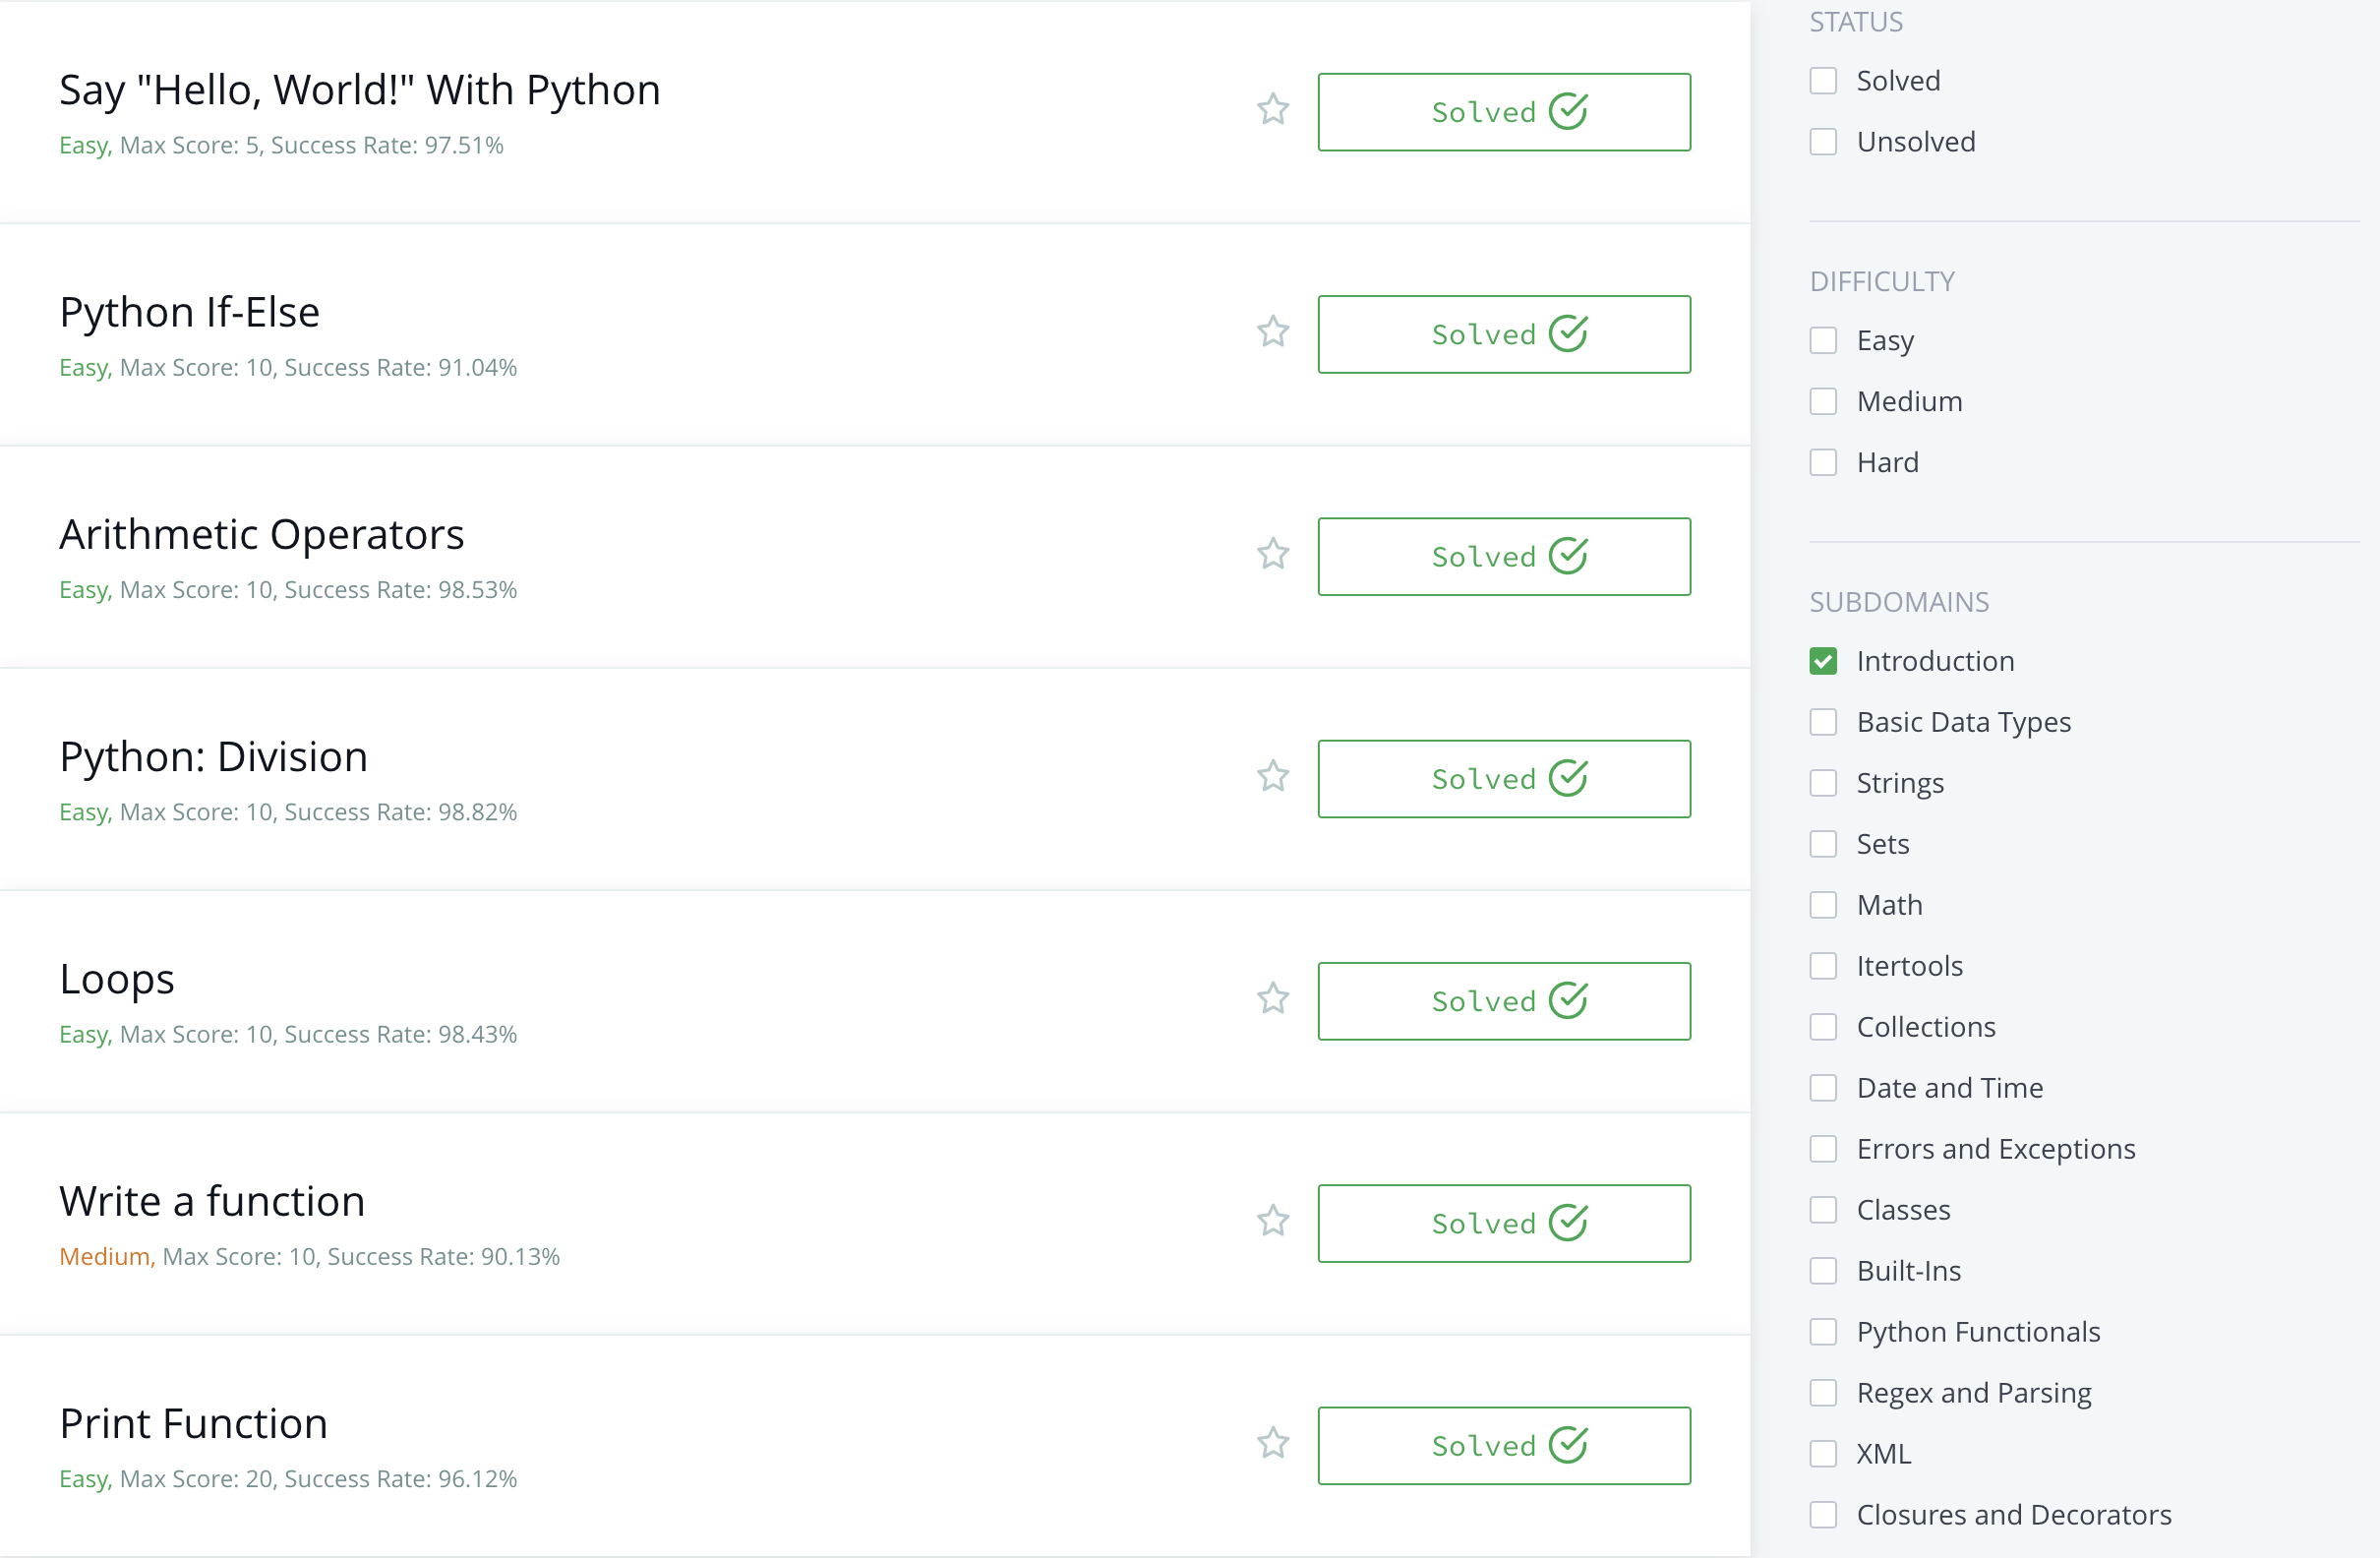 Say "Hello, World!" With Python
Easy, Max Score: 5, Success Rate: 97.51%
Solved
Python If-Else
Easy, Max Score: 10, Success Rate: 91.04%
Solved
Arithmetic Operators
Easy, Max Score: 10, Success Rate: 98.53%
Solved
Python: Division
Easy, Max Score: 10, Success Rate: 98.82%
Solved
Loops
Easy, Max Score: 10, Success Rate: 98.43%
Solved
Write a function
Medium, Max Score: 10, Success Rate: 90.13%
Solved
Print Function
Easy, Max Score: 20, Success Rate: 96.12%
Solved
STATUS
Solved
Unsolved
DIFFICULTY
Easy
Medium
Hard
SUBDOMAINS
Introduction
Basic Data Types
Strings
Sets
Math
Itertools
Collections
Date and Time
Errors and Exceptions
Classes
Built-Ins
Python Functionals
Regex and Parsing
XML
Closures and Decorators